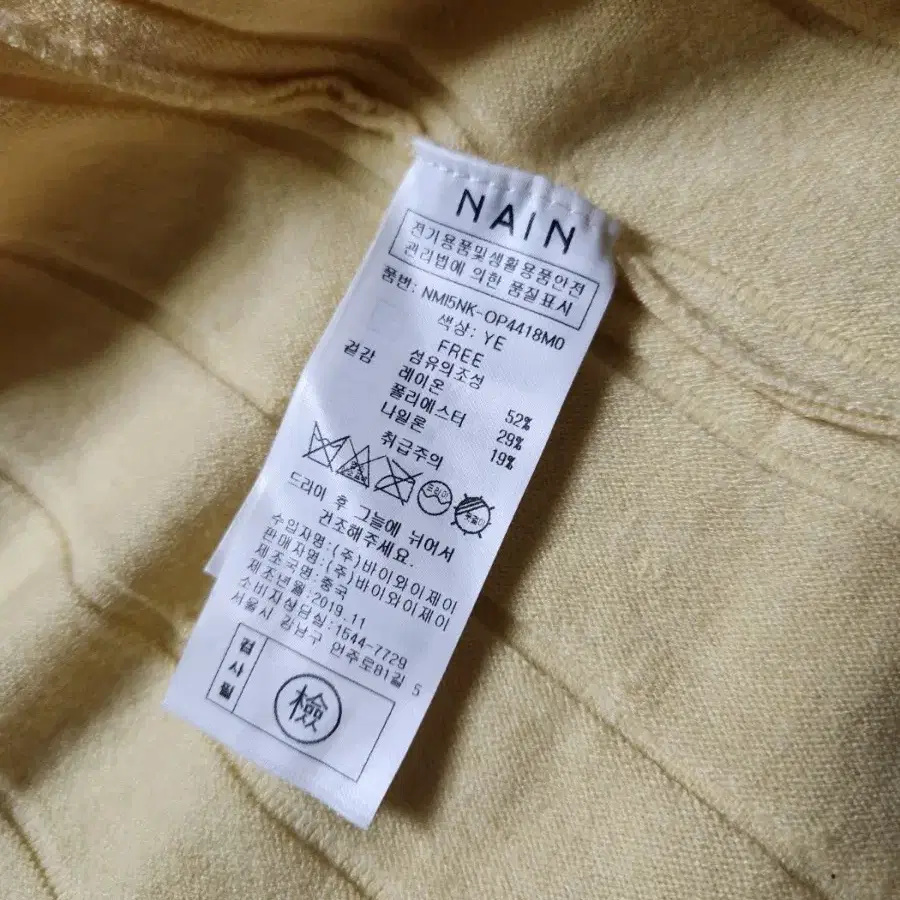 NAIN
전기용품및생활용품안전
관리법에 의한 품질표시
품번: NMI5NK-OP4418M0
색상: YE
FREE
겉감 섬유의조성
레이온 52%
폴리에스터 29%
나일론 19%
취급주의
드라이
드라이 후 그늘에 뉘어서
건조해주세요.
수입자명:(주)바이와이제이
판매자명:(주)바이와이제이
제조국명:중국
제조년월:2019.11
소비자상담실:1544-7729
서울시 강남구 언주로81길 5
검사필
檢